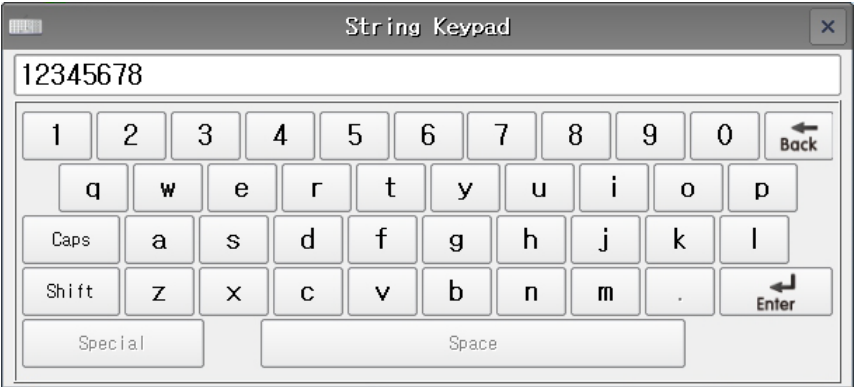 String Keypad
12345678
1 2 3 4 5 6 7 8 9 0 Back
q w e r t y u i o p
Caps a s d f g h j k l
Shift z x c v b n m . Enter
Special Space